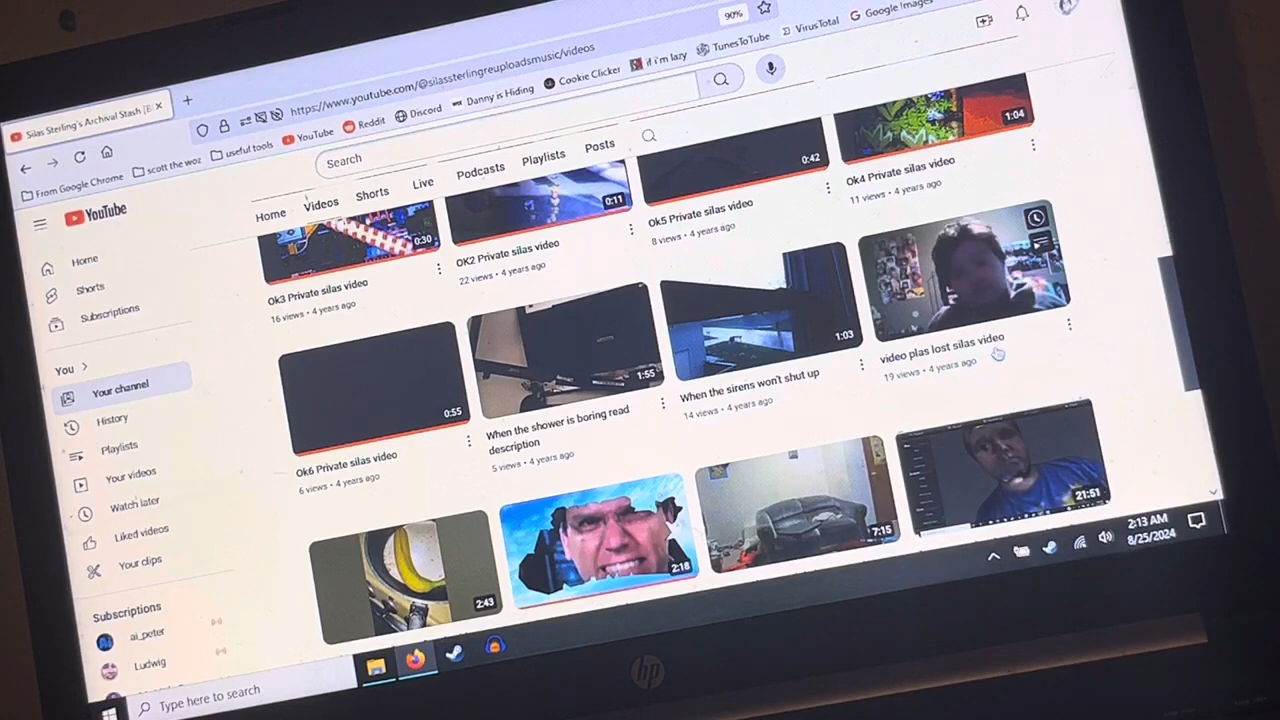 90%
Silas Sterling's Archival Stash [
https://www.youtube.com/@silassterlingreuploadsmusic/videos
From Google Chrome
scott the woz
useful tools
YouTube
Reddit
Discord
Danny is Hiding
Cookie Clicker
if i'm lazy
TunesToTube
VirusTotal
Google Images
YouTube
Search
Home
Videos
Shorts
Live
Podcasts
Playlists
Posts
Home
Shorts
Subscriptions
You
Your channel
History
Playlists
Your videos
Watch later
Liked videos
Your clips
Subscriptions
ai_peter
Ludwig
0:30
Ok3 Private silas video
16 views • 4 years ago
0:11
OK2 Private silas video
22 views • 4 years ago
0:42
Ok5 Private silas video
8 views • 4 years ago
1:04
Ok4 Private silas video
11 views • 4 years ago
0:55
Ok6 Private silas video
6 views • 4 years ago
1:55
When the shower is boring read
description
5 views • 4 years ago
1:03
When the sirens won't shut up
14 views • 4 years ago
video plas lost silas video
19 views • 4 years ago
2:43
2:18
7:15
21:51
Type here to search
2:13 AM
8/25/2024
hp